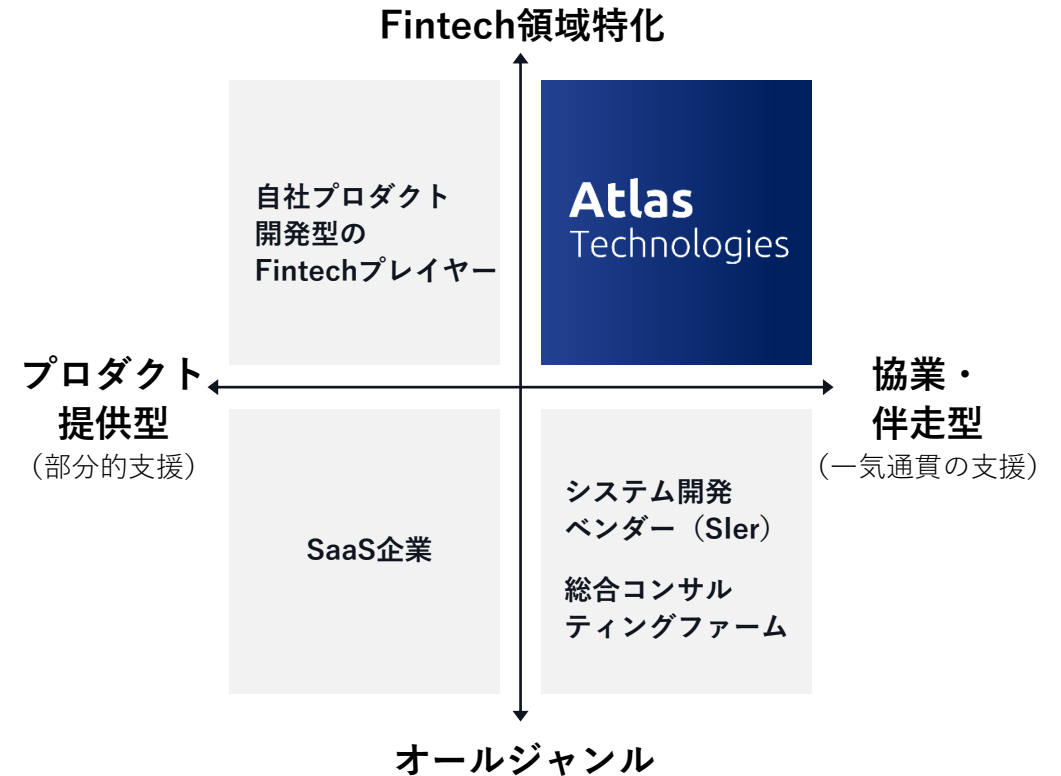 Fintech領域特化
自社プロダクト
開発型の
Fintechプレイヤー
Atlas
Technologies
プロダクト
提供型
（部分的支援）
協業・
伴走型
（一気通貫の支援）
SaaS企業
システム開発
ベンダー（SIer）
総合コンサル
ティングファーム
オールジャンル